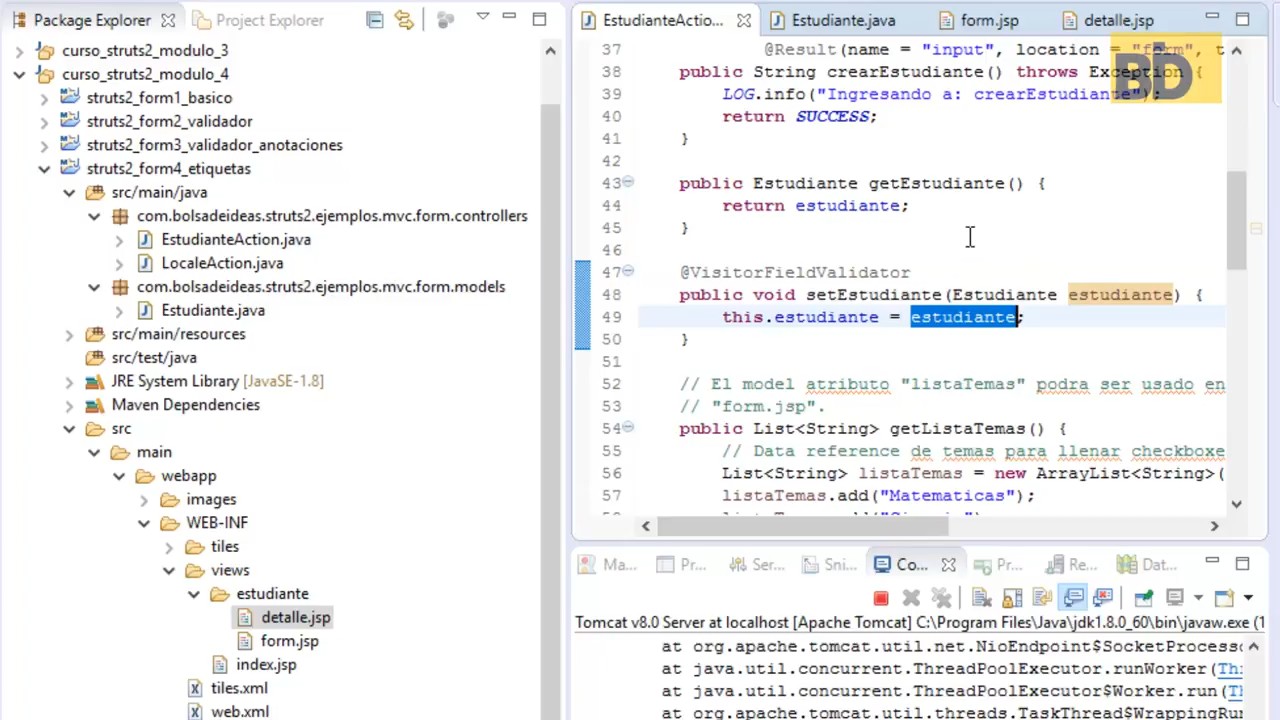 Package Explorer
Project Explorer
curso_struts2_modulo_3
curso_struts2_modulo_4
struts2_form1_basico
struts2_form2_validador
struts2_form3_validador_anotaciones
struts2_form4_etiquetas
src/main/java
com.bolsadeideas.struts2.ejemplos.mvc.form.controllers
EstudianteAction.java
LocaleAction.java
com.bolsadeideas.struts2.ejemplos.mvc.form.models
Estudiante.java
src/main/resources
src/test/java
JRE System Library [JavaSE-1.8]
Maven Dependencies
src
main
webapp
images
WEB-INF
tiles
views
estudiante
detalle.jsp
form.jsp
index.jsp
tiles.xml
web.xml
EstudianteActio... Estudiante.java form.jsp detalle.jsp
BD
37 @Result(name = "input", location = "form", t
38 public String crearEstudiante() throws Exception {
39 LOG.info("Ingresando a: crearEstudiante");
40 return SUCCESS;
41 }
42
43 public Estudiante getEstudiante() {
44 return estudiante;
45 }
46
47 @VisitorFieldValidator
48 public void setEstudiante(Estudiante estudiante) {
49 this.estudiante = estudiante;
50 }
51
52 // El model atributo "listaTemas" podra ser usado en
53 // "form.jsp".
54 public List<String> getListaTemas() {
55 // Data reference de temas para llenar checkboxe
56 List<String> listaTemas = new ArrayList<String>(
57 listaTemas.add("Matematicas");
Ma... Pr... Ser... Sni... Co... Pr... Re... Dat...
Tomcat v8.0 Server at localhost [Apache Tomcat] C:\Program Files\Java\jdk1.8.0_60\bin\javaw.exe (1
at org.apache.tomcat.util.net.NioEndpoint$SocketProcesso
at java.util.concurrent.ThreadPoolExecutor.runWorker(Thr
at java.util.concurrent.ThreadPoolExecutor$Worker.run(Th
at org.apache.tomcat.util.threads.TaskThread$WrappingRun